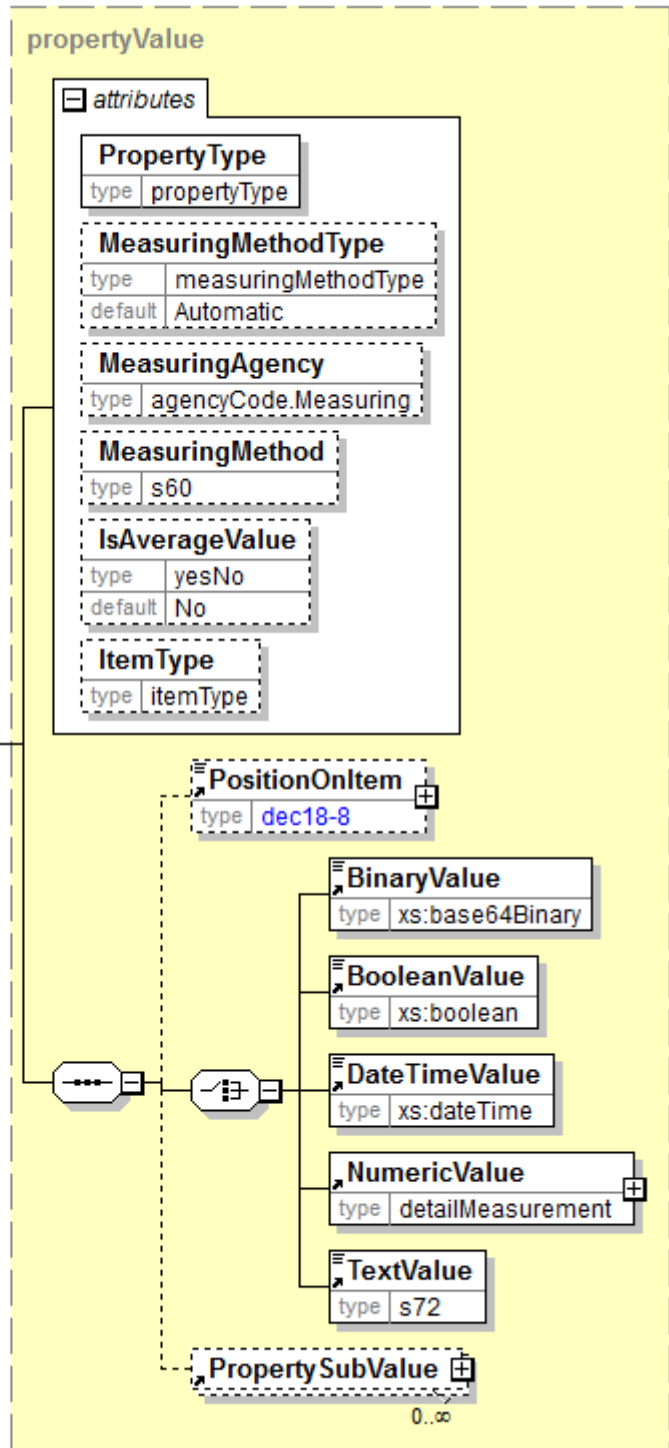 propertyValue
attributes
PropertyType
type propertyType
MeasuringMethodType
type measuringMethodType
default Automatic
MeasuringAgency
type agencyCode.Measuring
MeasuringMethod
type s60
IsAverageValue
type yesNo
default No
ItemType
type itemType
PositionOnItem
type dec18-8
BinaryValue
type xs:base64Binary
BooleanValue
type xs:boolean
DateTimeValue
type xs:dateTime
NumericValue
type detailMeasurement
TextValue
type s72
PropertySubValue
0..∞